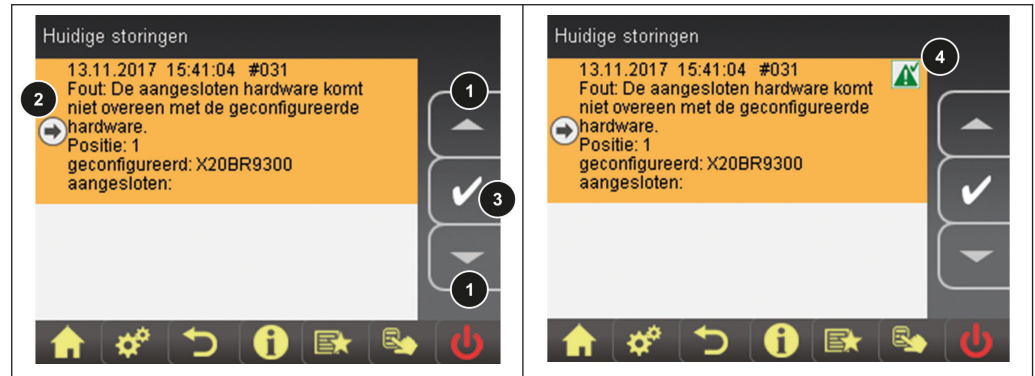 Huidige storingen
13.11.2017 15:41:04 #031
Fout: De aangesloten hardware komt
niet overeen met de geconfigureerde
hardware.
Positie: 1
geconfigureerd: X20BR9300
aangesloten:
1
2
3
1
Huidige storingen
13.11.2017 15:41:04 #031
Fout: De aangesloten hardware komt
niet overeen met de geconfigureerde
hardware.
Positie: 1
geconfigureerd: X20BR9300
aangesloten:
4